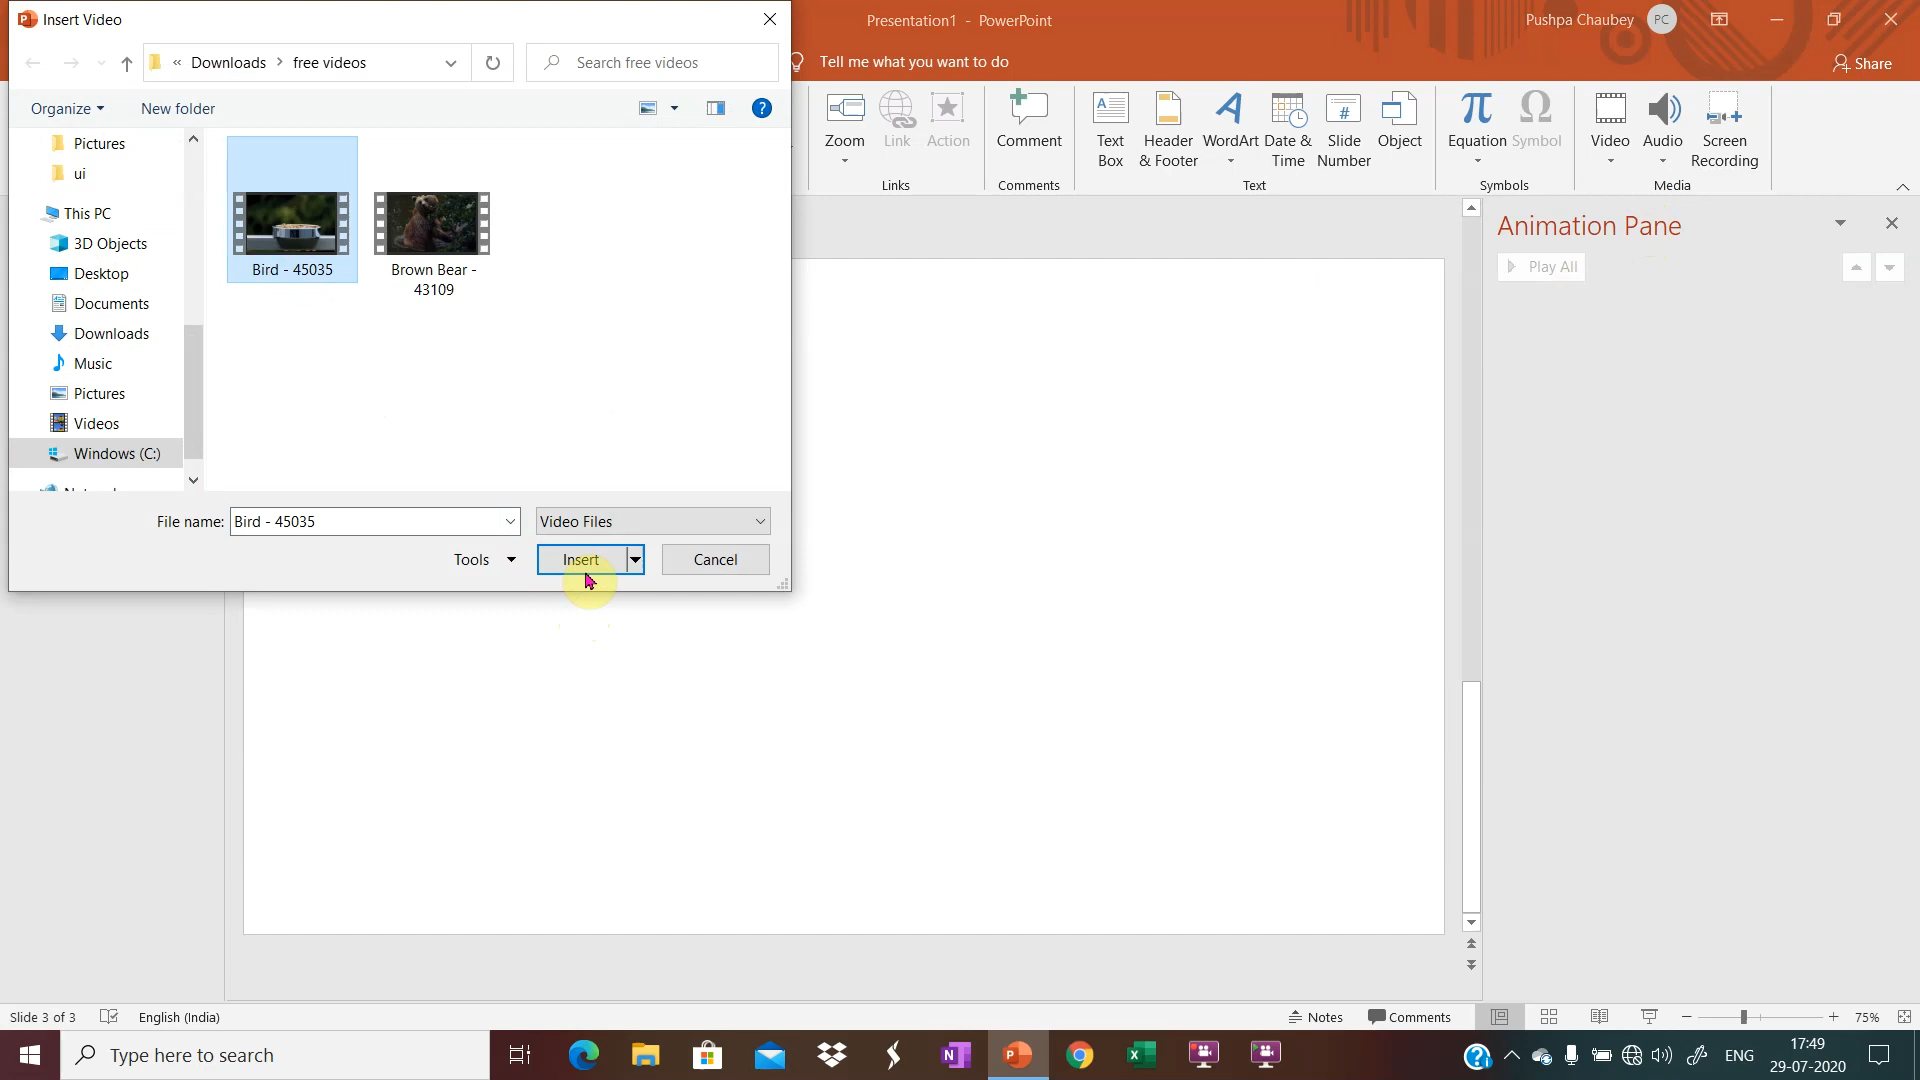 Insert Video
Presentation1 - PowerPoint
Pushpa Chaubey
PC
« Downloads > free videos
Search free videos
Tell me what you want to do
Share
Organize
New folder
Pictures
ui
This PC
3D Objects
Desktop
Documents
Downloads
Music
Pictures
Videos
Windows (C:)
Bird - 45035
Brown Bear -
43109
File name:
Bird - 45035
Video Files
Tools
Insert
Cancel
Zoom
Link
Action
Links
Comment
Comments
Text
Box
Header
& Footer
WordArt
Date &
Time
Slide
Number
Object
Text
Equation
Symbol
Symbols
Video
Audio
Screen
Recording
Media
Animation Pane
Play All
Slide 3 of 3
English (India)
Notes
Comments
75%
Type here to search
ENG
17:49
29-07-2020